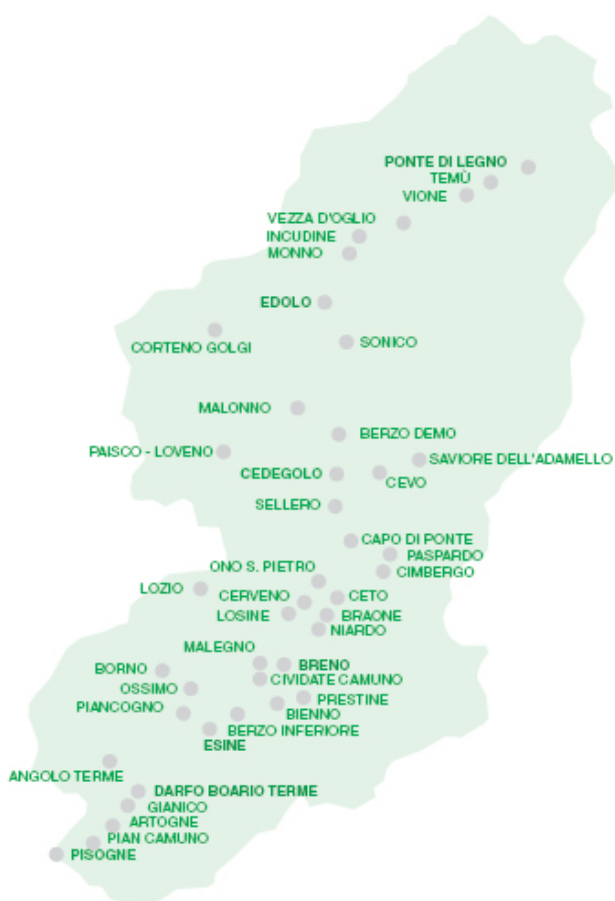 PONTE DI LEGNO
TEMÙ
VIONE
VEZZA D'OGLIO
INCUDINE
MONNO
EDOLO
CORTENO GOLGI
SONICO
MALONNO
BERZO DEMO
PAISCO - LOVENO
SAVIORE DELL'ADAMELLO
CEDEGOLO
CEVO
SELLERO
CAPO DI PONTE
PASPARDO
ONO S. PIETRO
CIMBERGO
LOZIO
CERVENO
CETO
LOSINE
BRAONE
NIARDO
MALEGNO
BRENO
BORNO
CIVIDATE CAMUNO
OSSIMO
PRESTINE
PIANCOGNO
BIENNO
BERZO INFERIORE
ESINE
ANGOLO TERME
DARFO BOARIO TERME
GIANICO
ARTOGNE
PIAN CAMUNO
PISOGNE